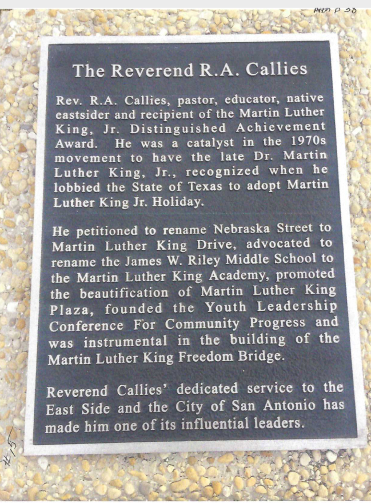 The Reverend R.A. Callies
Rev. R.A. Callies, pastor, educator, native
eastsider and recipient of the Martin Luther
King, Jr. Distinguished Achievement
Award. He was a catalyst in the 1970s
movement to have the late Dr. Martin
Luther King, Jr., recognized when he
lobbied the State of Texas to adopt Martin
Luther King Jr. Holiday.
He petitioned to rename Nebraska Street to
Martin Luther King Drive, advocated to
rename the James W. Riley Middle School to
the Martin Luther King Academy, promoted
the beautification of Martin Luther King
Plaza, founded the Youth Leadership
Conference For Community Progress and
was instrumental in the building of the
Martin Luther King Freedom Bridge.
Reverend Callies' dedicated service to the
East Side and the City of San Antonio has
made him one of its influential leaders.
#15